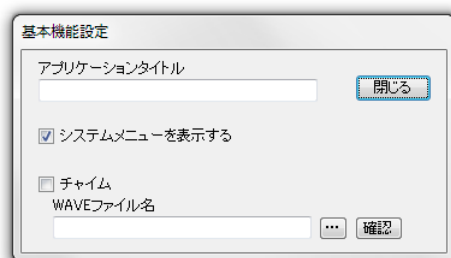 基本機能設定
アプリケーションタイトル
閉じる
システムメニューを表示する
チャイム
WAVEファイル名
... 確認